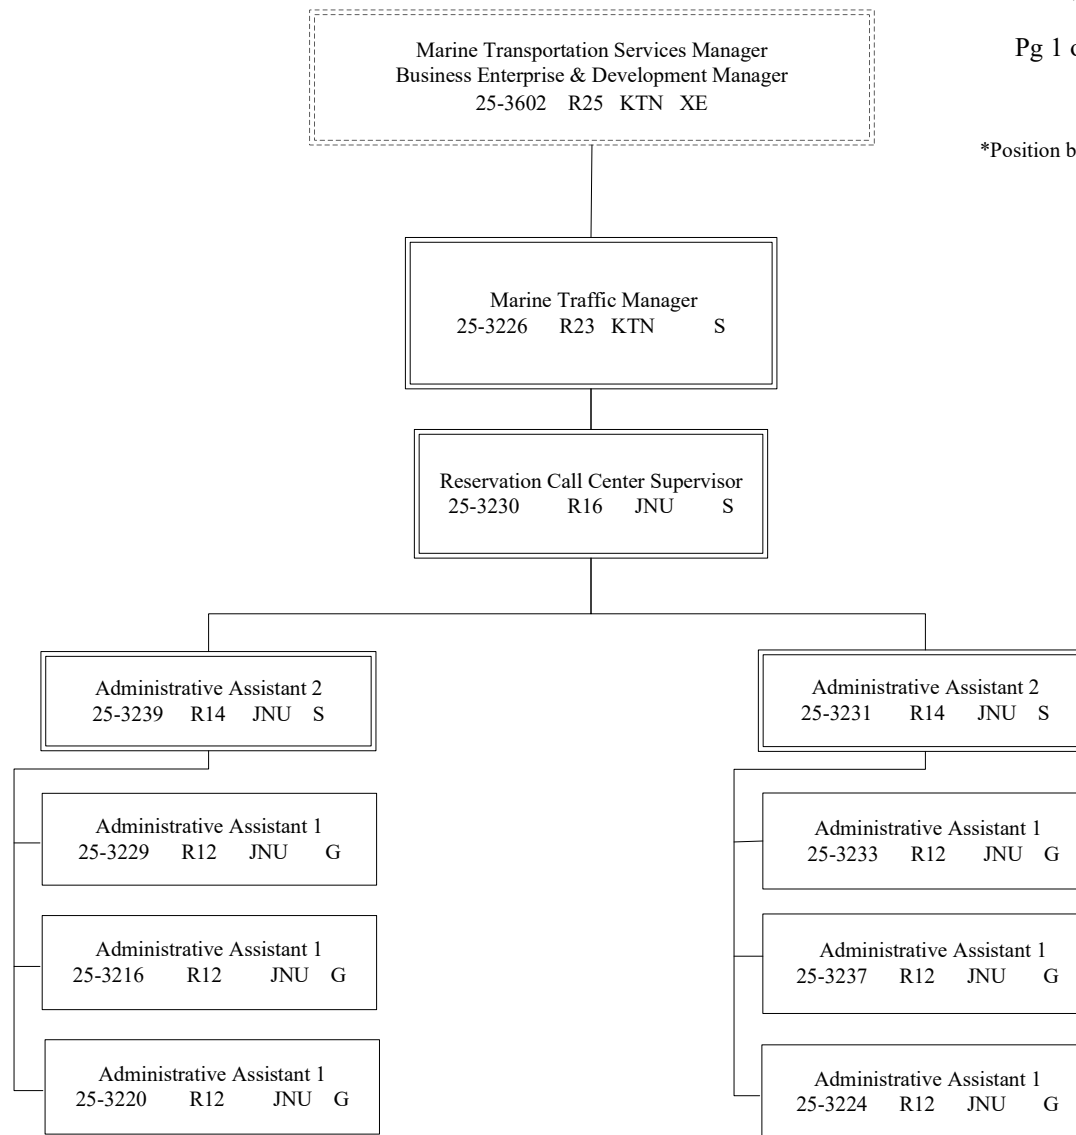 Marine Transportation Services Manager
Business Enterprise & Development Manager
25-3602 R25 KTN XE
Pg 1
*Position
Marine Traffic Manager
25-3226 R23 KTN S
Reservation Call Center Supervisor
25-3230 R16 JNU S
Administrative Assistant 2
25-3239 R14 JNU S
Administrative Assistant 1
25-3229 R12 JNU G
Administrative Assistant 1
25-3216 R12 JNU G
Administrative Assistant 1
25-3220 R12 JNU G
Administrative Assistant 2
25-3231 R14 JNU S
Administrative Assistant 1
25-3233 R12 JNU G
Administrative Assistant 1
25-3237 R12 JNU G
Administrative Assistant 1
25-3224 R12 JNU G